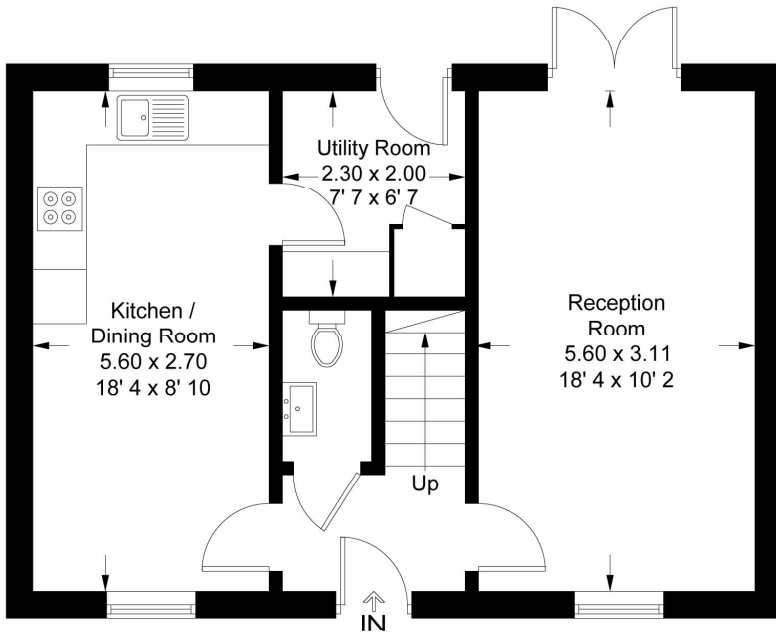 Utility Room
2.30 x 2.00
7' 7 x 6' 7
Kitchen /
Dining Room
5.60 x 2.70
18' 4 x 8' 10
Reception
Room
5.60 x 3.11
18' 4 x 10' 2
Up
IN